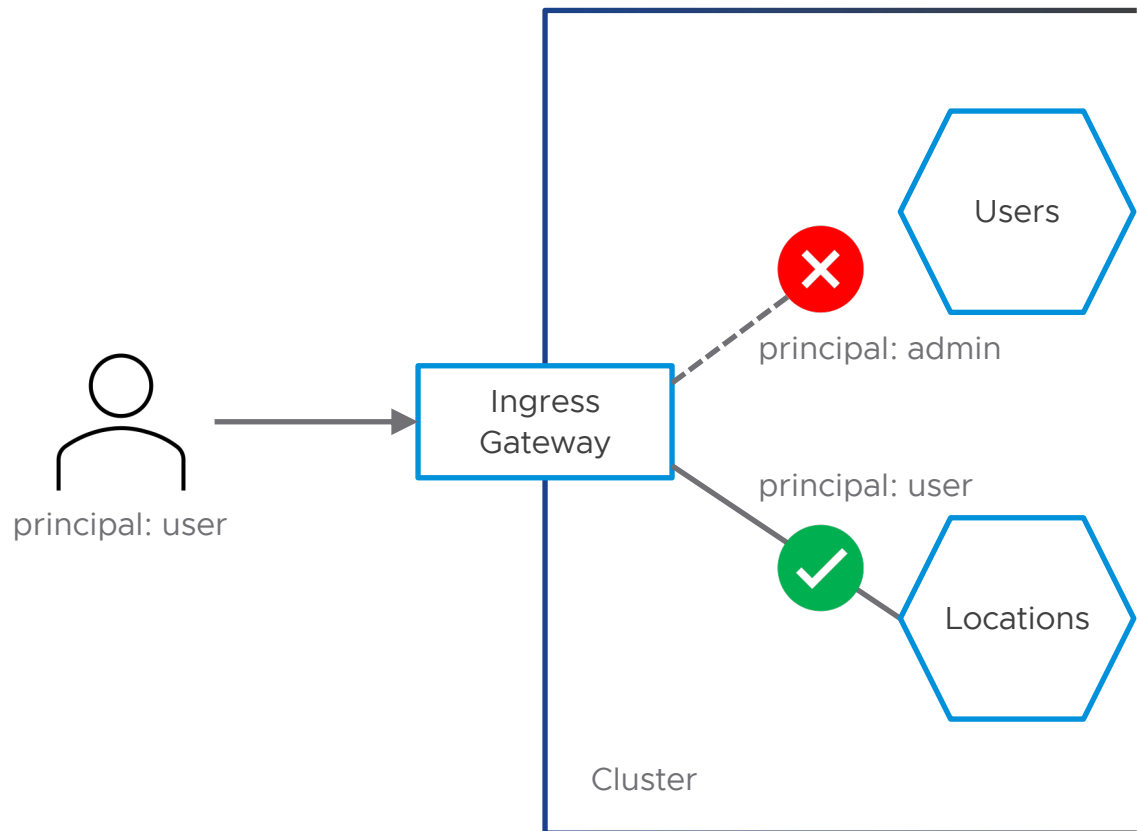 Users
principal: admin
Ingress
Gateway
principal: user
principal: user
Locations
Cluster